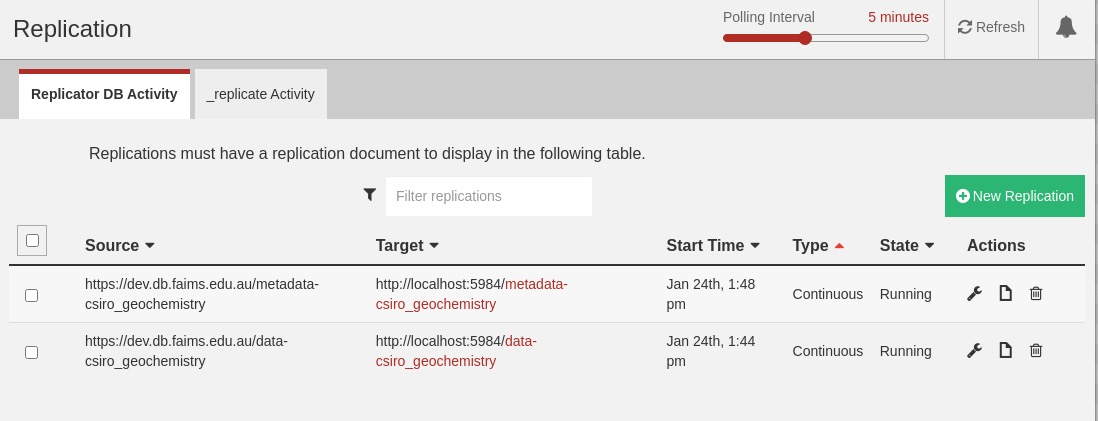 Replication
Polling Interval 5 minutes
Refresh
Replicator DB Activity
_replicate Activity
Replications must have a replication document to display in the following table.
Filter replications
New Replication
Source Target Start Time Type State Actions
https://dev.db.faims.edu.au/metadata- http://localhost:5984/metadata- Jan 24th, 1:48
csiro_geochemistry csiro_geochemistry pm Continuous Running
https://dev.db.faims.edu.au/data- http://localhost:5984/data- Jan 24th, 1:44
csiro_geochemistry csiro_geochemistry pm Continuous Running